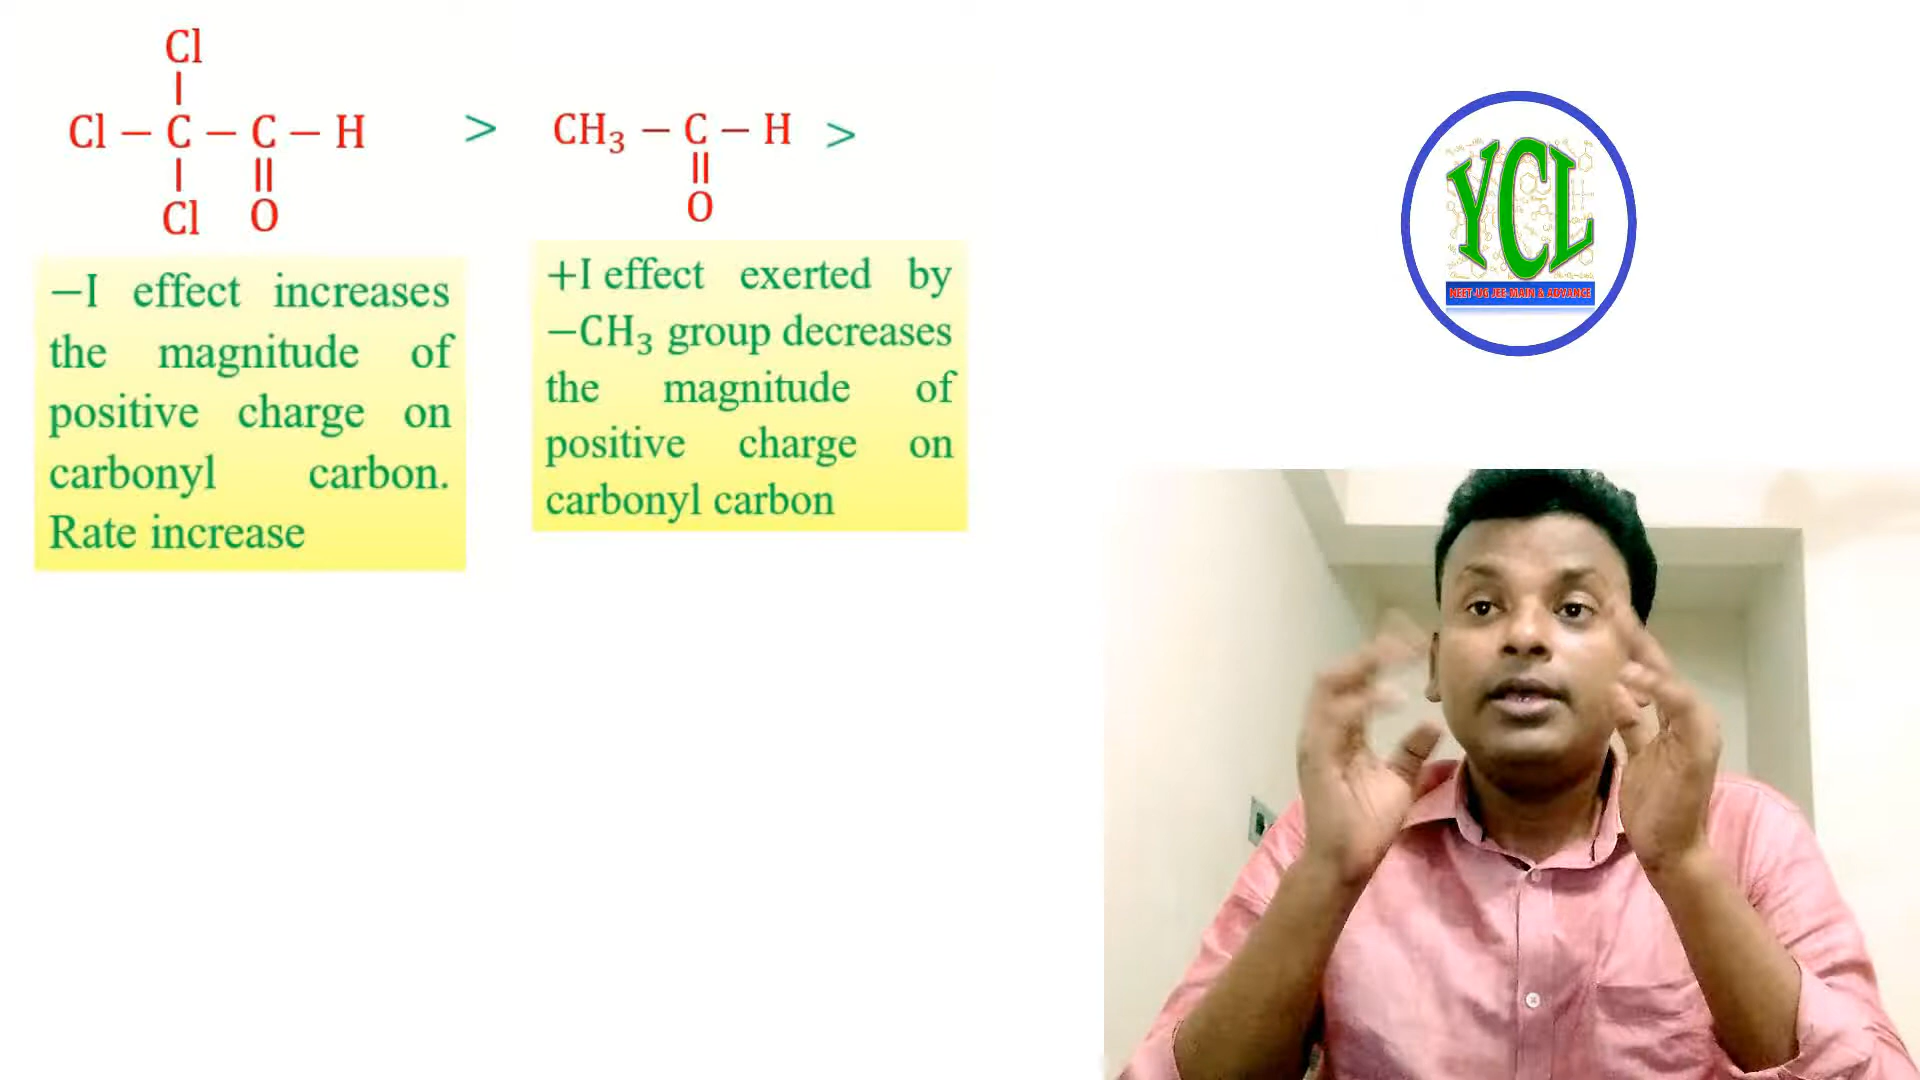 Cl
Cl – C – C – H > CH₃ – C – H >
Cl O O
−I effect increases
the magnitude of
positive charge on
carbonyl carbon.
Rate increase
+I effect exerted by
−CH₃ group decreases
the magnitude of
positive charge on
carbonyl carbon
YCL
NEET-UG JEE-MAIN & ADVANCE